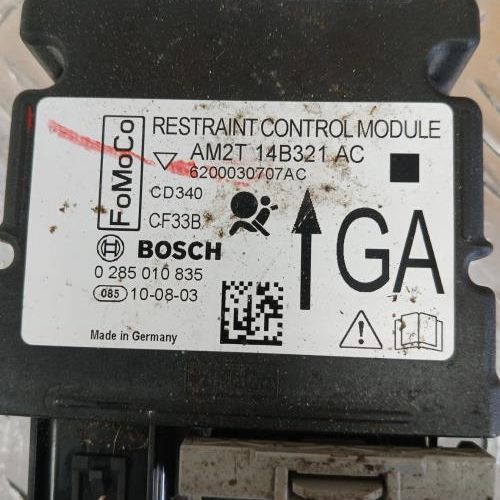 FoMoCo
RESTRAINT CONTROL MODULE
AM2T 14B321 AC
6200030707AC
CD340
CF33B
BOSCH
0 285 010 835
085 10-08-03
Made in Germany
GA